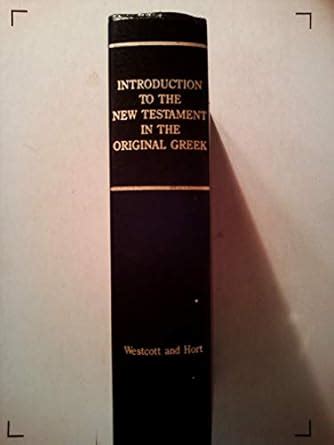 INTRODUCTION
TO THE
NEW TESTAMENT
IN THE
ORIGINAL GREEK
Westcott and Hort